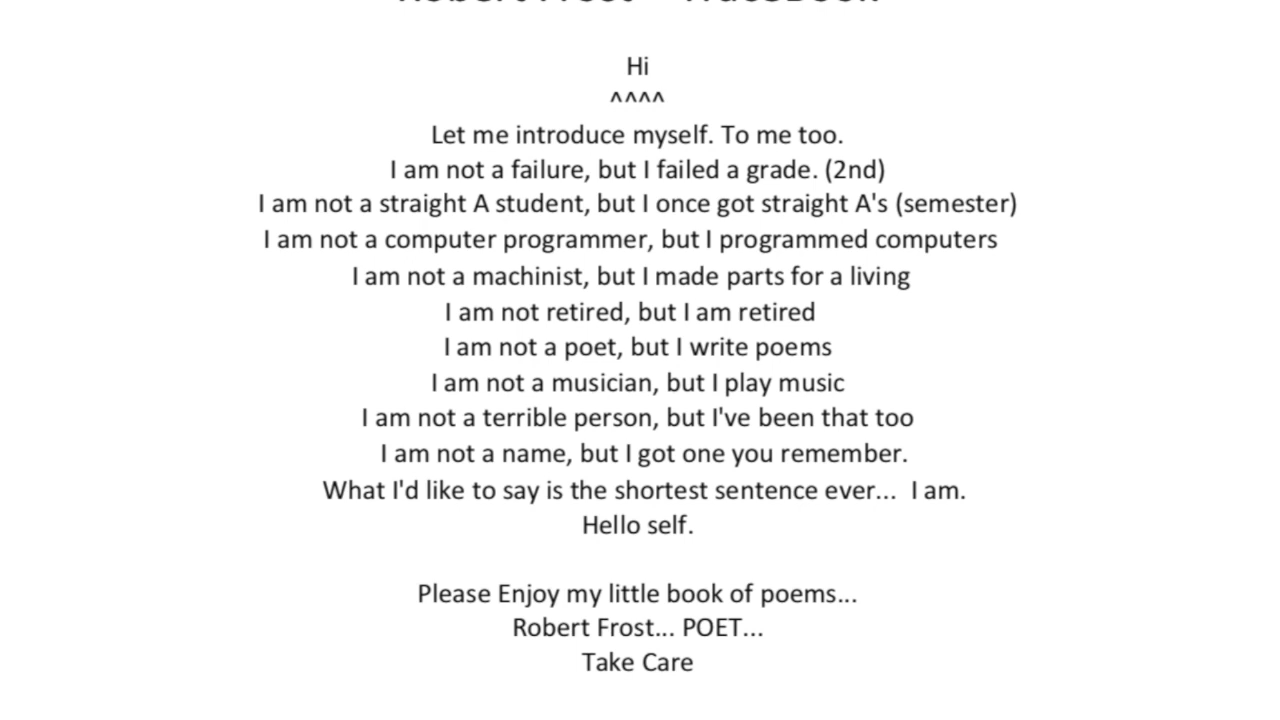 Hi
^^^^
Let me introduce myself. To me too.
I am not a failure, but I failed a grade. (2nd)
I am not a straight A student, but I once got straight A's (semester)
I am not a computer programmer, but I programmed computers
I am not a machinist, but I made parts for a living
I am not retired, but I am retired
I am not a poet, but I write poems
I am not a musician, but I play music
I am not a terrible person, but I've been that too
I am not a name, but I got one you remember.
What I'd like to say is the shortest sentence ever... I am.
Hello self.
Please Enjoy my little book of poems...
Robert Frost... POET...
Take Care